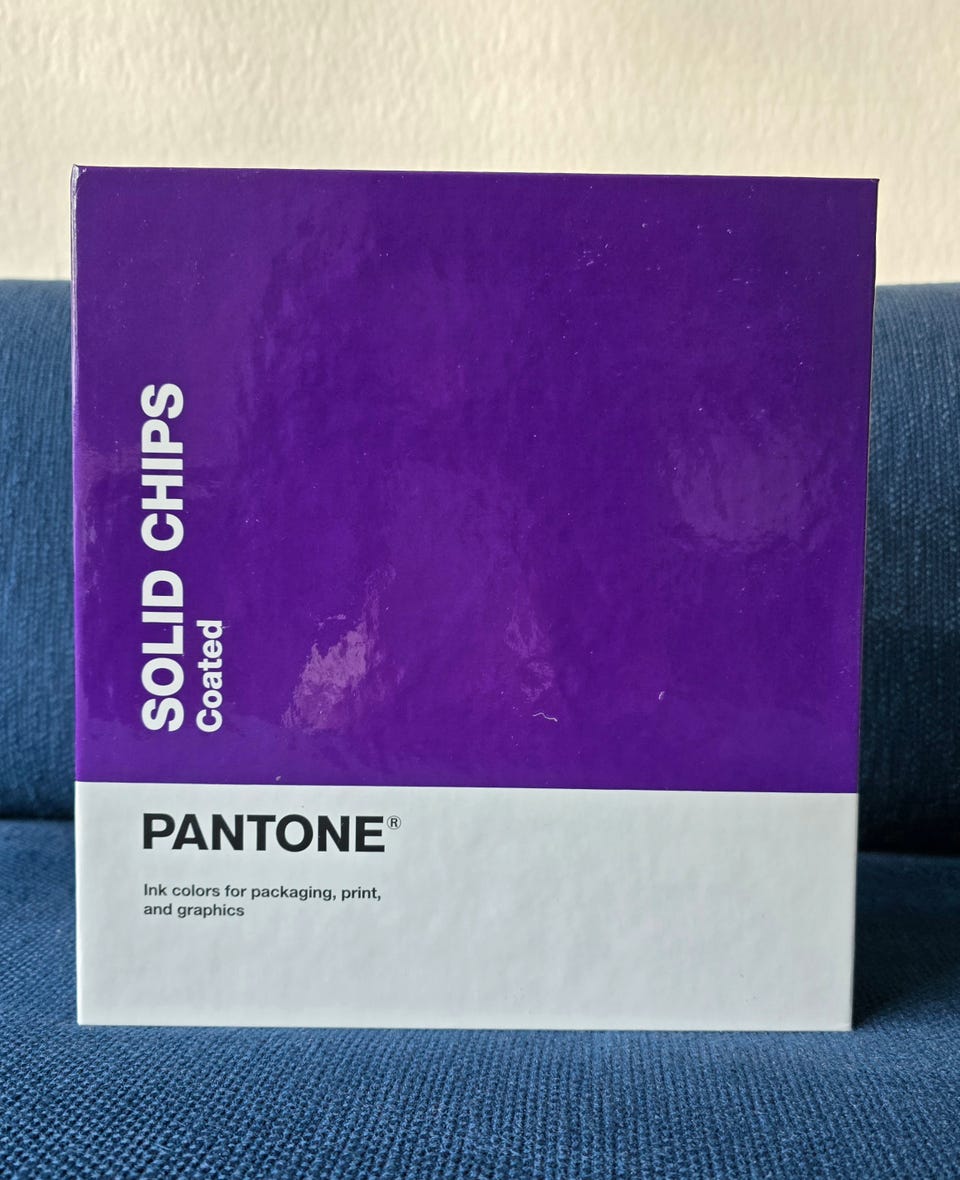 SOLID CHIPS
Coated
PANTONE®
Ink colors for packaging, print,
and graphics